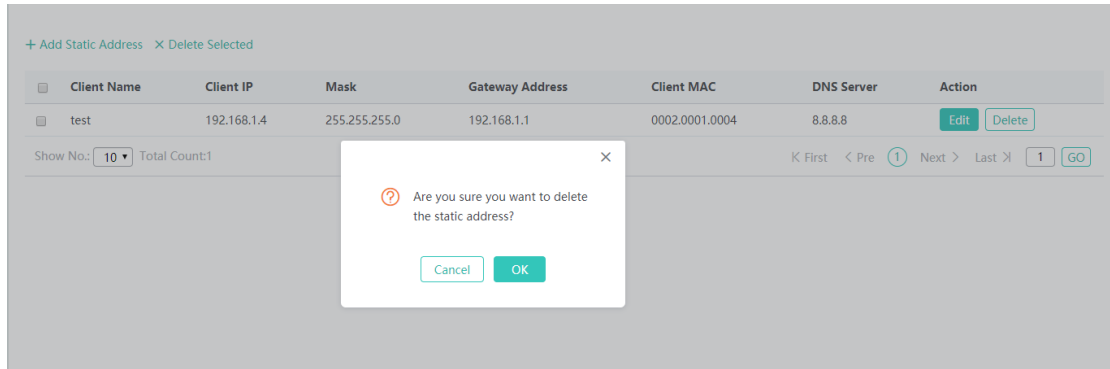 + Add Static Address × Delete Selected
Client Name Client IP Mask Gateway Address Client MAC DNS Server Action
test 192.168.1.4 255.255.255.0 192.168.1.1 0002.0001.0004 8.8.8.8 Edit Delete
Show No.: 10 Total Count:1 First Pre 1 Next Last 1 GO
Are you sure you want to delete
the static address?
Cancel OK